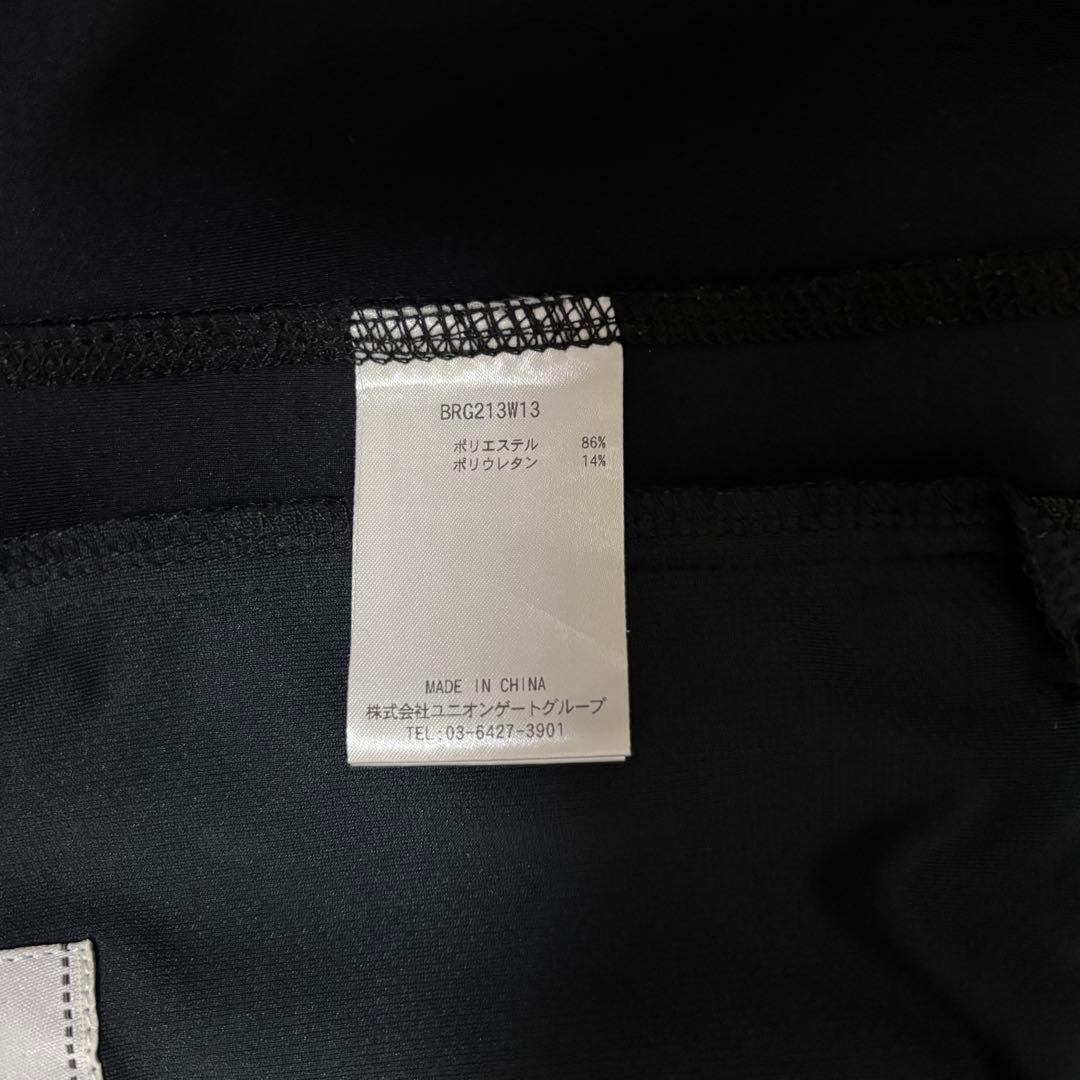 BRG213W13
ポリエステル 86%
ポリウレタン 14%
MADE IN CHINA
株式会社ユニオンゲートグループ
TEL:03-6427-3901